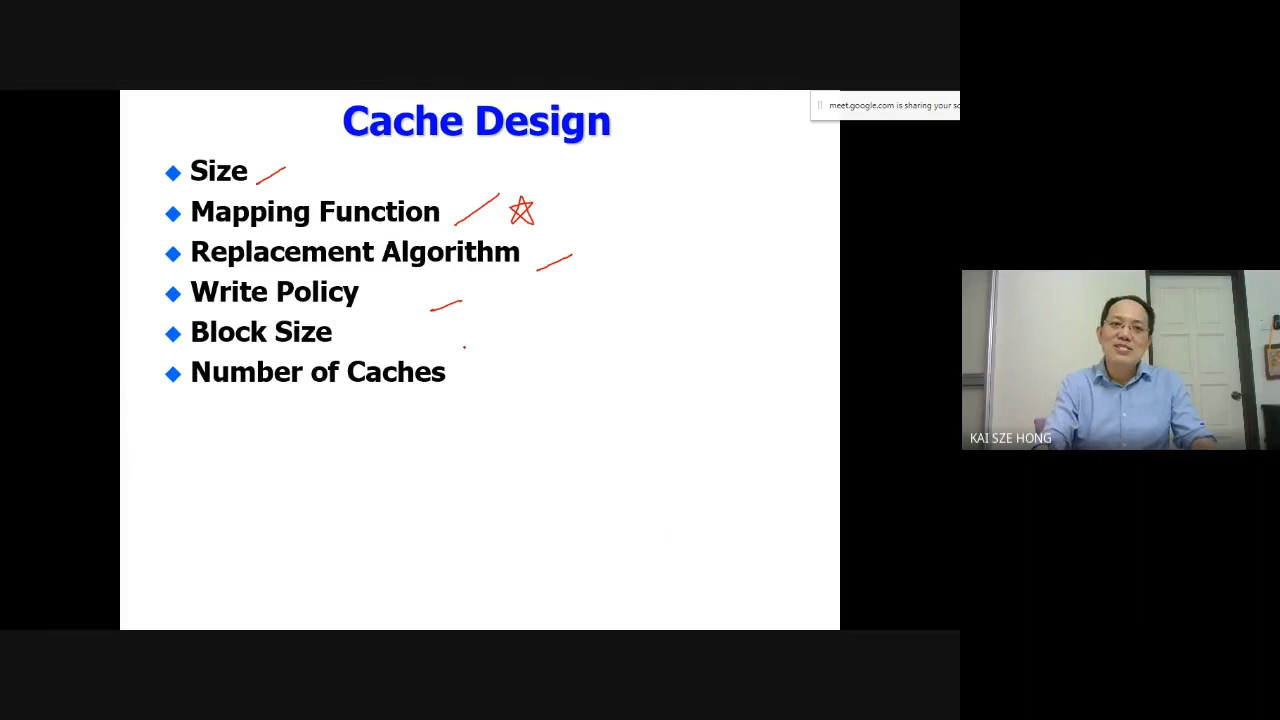 Cache Design
meet.google.com is sharing your
Size
Mapping Function
Replacement Algorithm
Write Policy
Block Size
Number of Caches
KAI SZE HONG